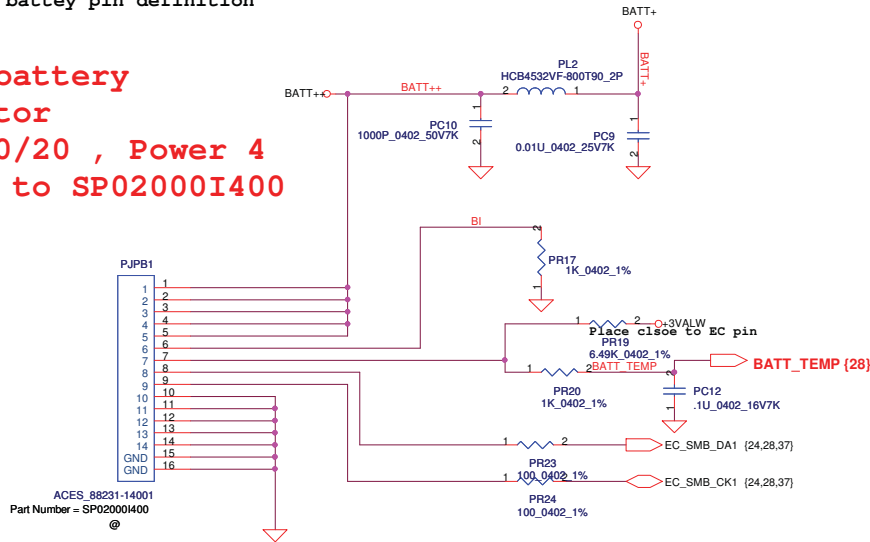 battey pin definition
battery
tor
0/20 , Power 4
to SP02000I400
BATT+
BATT+
PL2
HCB4532VF-800T90_2P
BATT++
BATT++
2
1
1
PC10
1000P_0402_50V7K
2
1
PC9
0.01U_0402_25V7K
2
BI
2
PR17
1K_0402_1%
1
PJPB1
1 1
2 2
3 3
4 4
5 5
6 6
7 7
8 8
9 9
10 10
11 11
12 12
13 13
14 14
GND 15
GND 16
ACES_88231-14001
Part Number = SP02000I400
@
1
2
+3VALW
Place clsoe to EC pin
PR19
6.49K_0402_1%
1
2
BATT_TEMP
PR20
1K_0402_1%
BATT_TEMP {28}
2
PC12
.1U_0402_16V7K
1
1
2
EC_SMB_DA1 {24,28,37}
PR23
100_0402_1%
1
2
EC_SMB_CK1 {24,28,37}
PR24
100_0402_1%